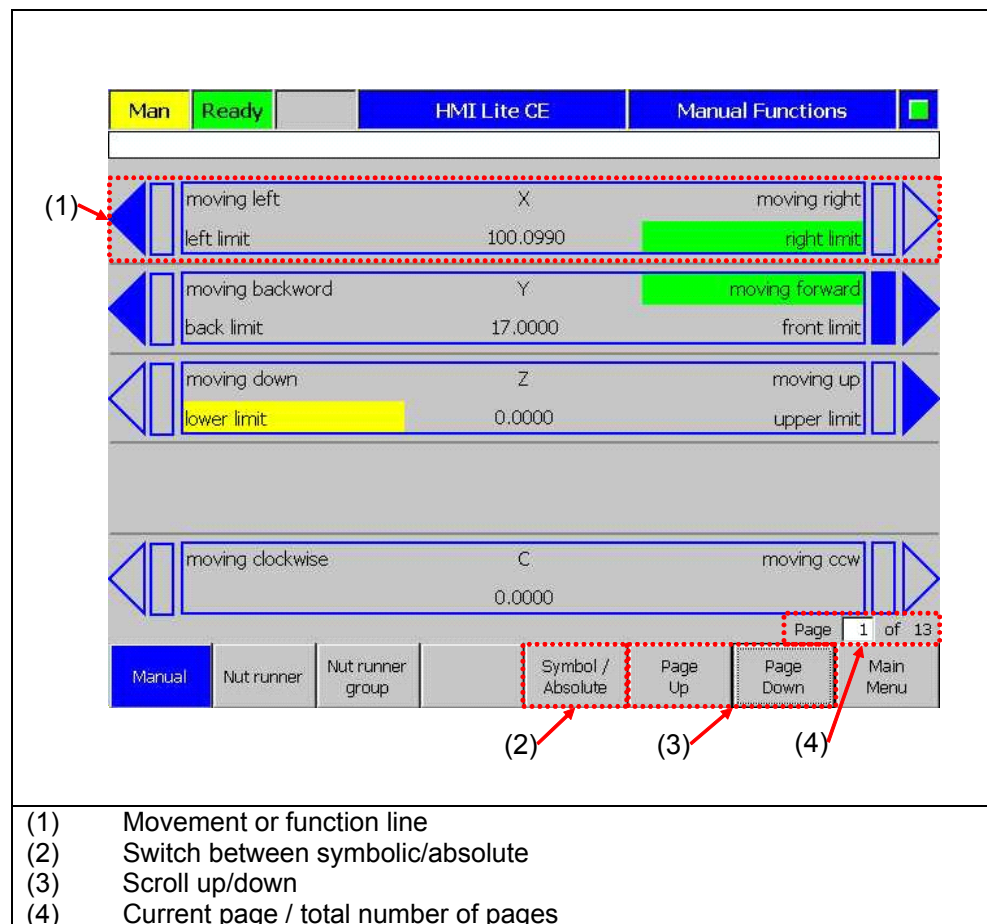 Man Ready HMI Lite CE Manual Functions
(1)
moving left X moving right
left limit 100.0990 right limit
moving backword Y moving forward
back limit 17.0000 front limit
moving down Z moving up
lower limit 0.0000 upper limit
moving clockwise C moving ccw
0.0000
Page 1 of 13
Manual Nut runner Nut runner group Symbol / Absolute Page Up Page Down Main Menu
(2) (3) (4)
(1) Movement or function line
(2) Switch between symbolic/absolute
(3) Scroll up/down
(4) Current page / total number of pages